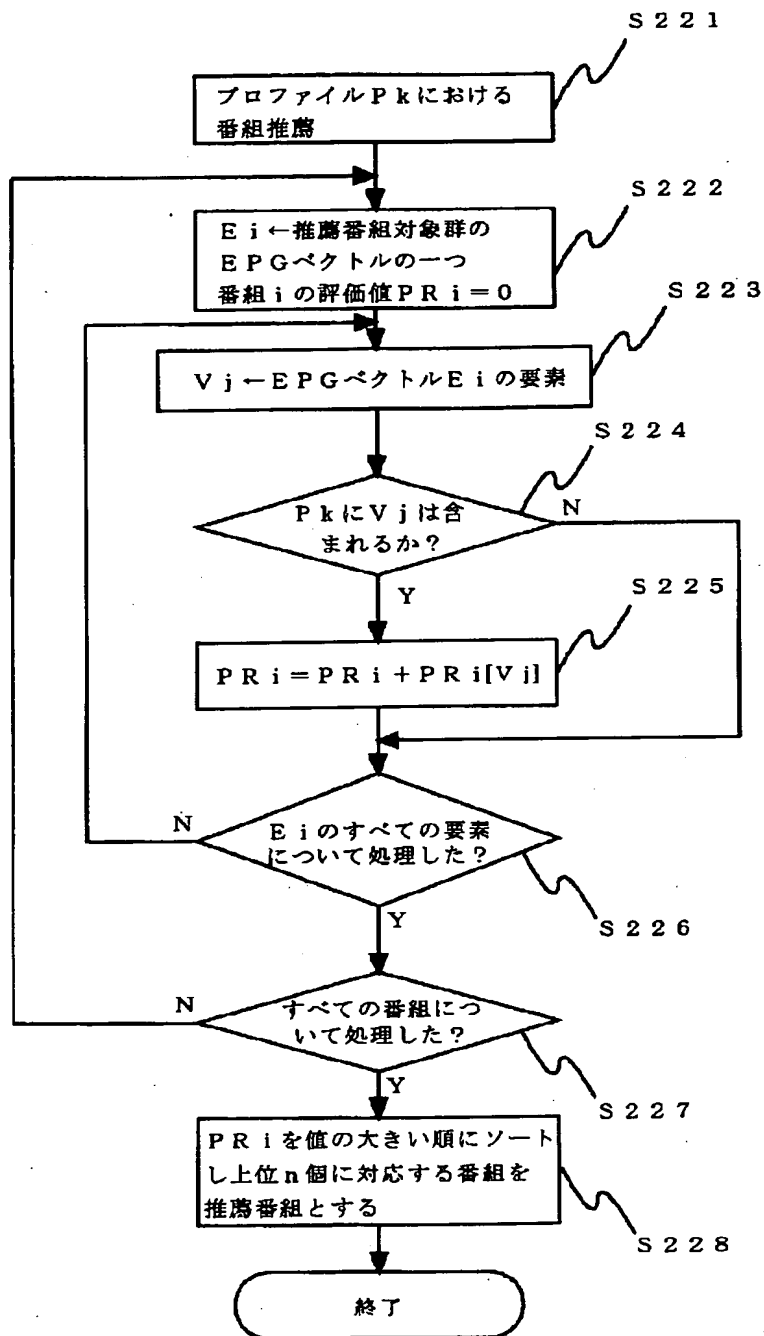 S221
プロファイルPkにおける
番組推薦
S222
Ei←推薦番組対象群の
EPGベクトルの一つ
番組iの評価値PRi=0
S223
Vj←EPGベクトルEiの要素
S224
PkにVjは含
まれるか?
N
Y
S225
PRi=PRi+PRi[Vj]
N
Eiのすべての要素
について処理した?
Y
S226
N
すべての番組につ
いて処理した?
Y
S227
PRiを値の大きい順にソート
し上位n個に対応する番組を
推薦番組とする
S228
終了